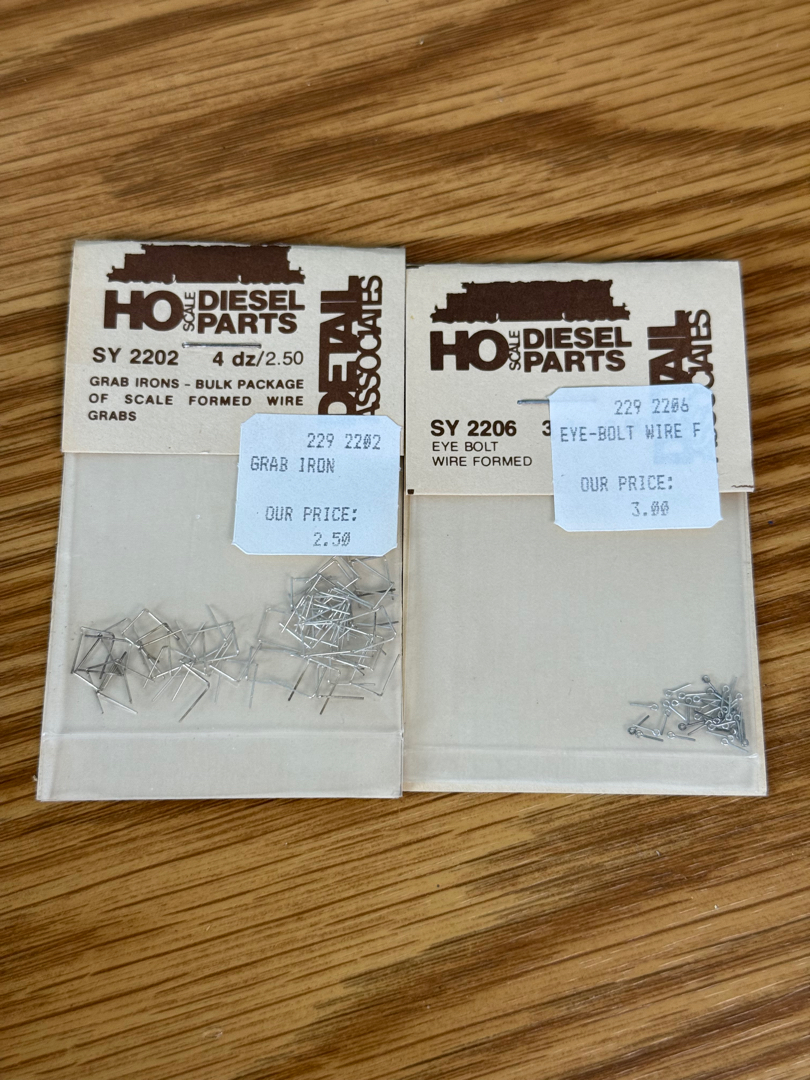 HO SCALE DIESEL PARTS
DETAIL ASSOCIATES
SY 2202 4 dz/2.50
GRAB IRONS - BULK PACKAGE
OF SCALE FORMED WIRE
GRABS
229 2202
GRAB IRON
OUR PRICE:
2.50
HO SCALE DIESEL PARTS
SY 2206 3
EYE BOLT
WIRE FORMED
229 2206
EYE-BOLT WIRE F
OUR PRICE:
3.00